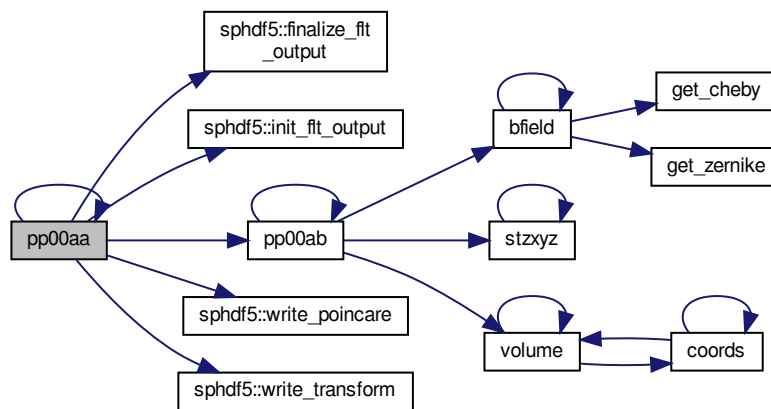 sphdf5::finalize_flt
_output
sphdf5::init_flt_output
pp00aa
pp00ab
sphdf5::write_poincare
sphdf5::write_transform
bfield
stzxyz
volume
get_cheby
get_zernike
coords